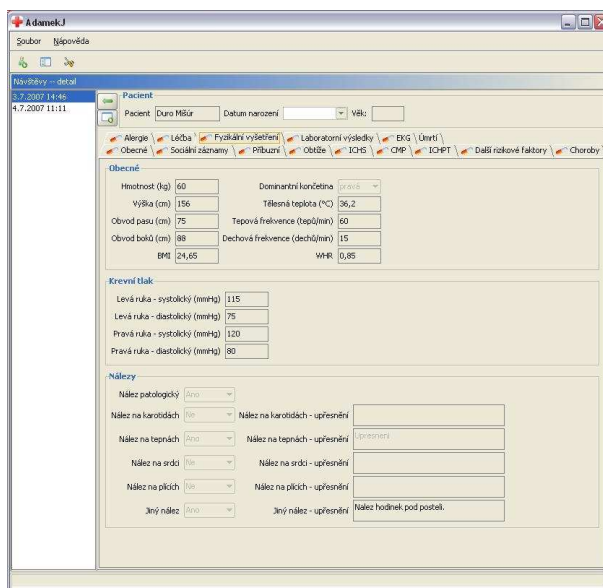 AdamekJ
Soubor Nápověda
Návštěvy -- detail
3.7.2007 14:46
4.7.2007 11:11
Pacient
Pacient Duro Mišúr Datum narození Věk:
Alergie Léčba Fyzikální vyšetření Laboratorní výsledky EKG Úmrtí
Obecné Sociální záznamy Příbuzní Obtíže ICHS CMP ICHPT Další rizikové faktory Choroby
Obecné
Hmotnost (kg) 60 Dominantní končetina pravá
Výška (cm) 156 Tělesná teplota (°C) 36,2
Obvod pasu (cm) 75 Tepová frekvence (tepů/min) 60
Obvod boků (cm) 88 Dechová frekvence (dechů/min) 15
BMI 24,65 WHR 0,85
Krevní tlak
Levá ruka - systolický (mmHg) 115
Levá ruka - diastolický (mmHg) 75
Pravá ruka - systolický (mmHg) 120
Pravá ruka - diastolický (mmHg) 80
Nálezy
Nález patologický Ano
Nález na karotidách Ne Nález na karotidách - upřesnění
Nález na tepnách Ano Nález na tepnách - upřesnění Upresneni
Nález na srdci Ne Nález na srdci - upřesnění
Nález na plících Ne Nález na plících - upřesnění
Jiný nález Ano Jiný nález - upřesnění Nalez hodinek pod posteli.